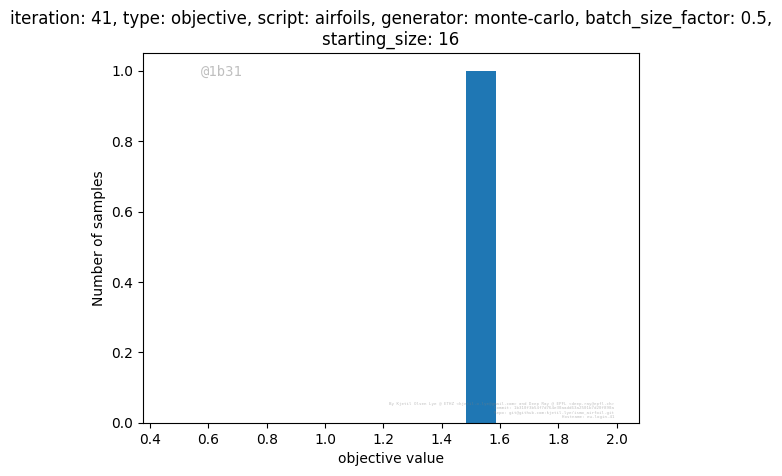 iteration: 41, type: objective, script: airfoils, generator: monte-carlo, batch_size_factor: 0.5,
starting_size: 16
@1b31
1.0
0.8
0.6
0.4
0.2
0.0
Number of samples
0.4 0.6 0.8 1.0 1.2 1.4 1.6 1.8 2.0
objective value